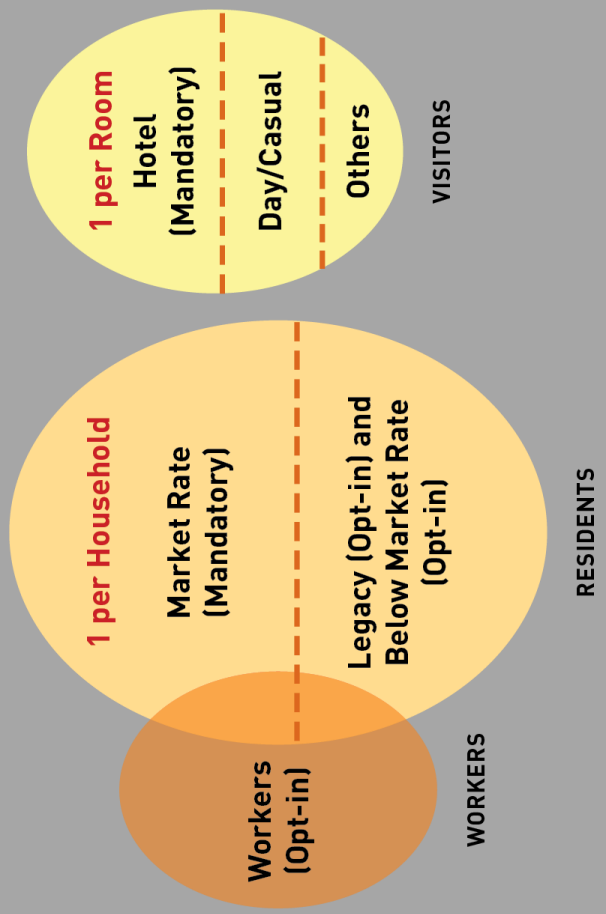 Workers
(Opt-in)
WORKERS
1 per Household
Market Rate
(Mandatory)
Legacy (Opt-in) and
Below Market Rate
(Opt-in)
RESIDENTS
1 per Room
Hotel
(Mandatory)
Day/Casual
Others
VISITORS